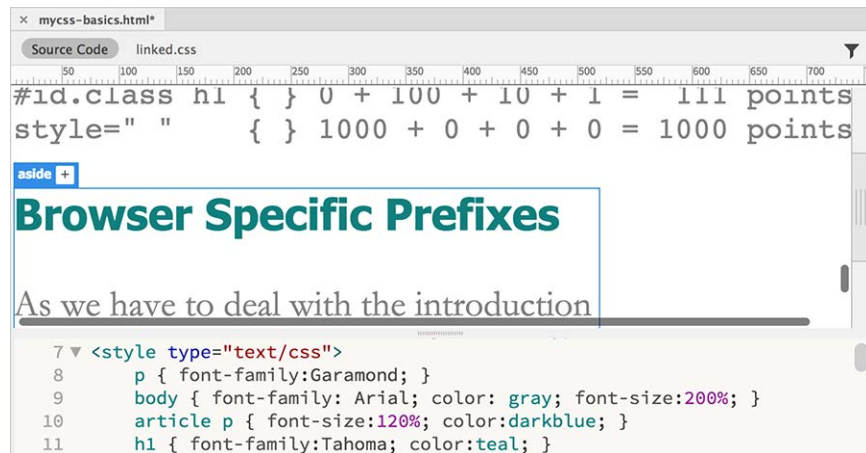 × mycss-basics.html*
Source Code linked.css
50 100 150 200 250 300 350 400 450 500 550 600 650 700
#id.class h1 { } 0 + 100 + 10 + 1 = 111 points
style=" " { } 1000 + 0 + 0 + 0 = 1000 points
aside +
Browser Specific Prefixes
As we have to deal with the introduction
7 ▼ <style type="text/css">
8 p { font-family:Garamond; }
9 body { font-family: Arial; color: gray; font-size:200%; }
10 article p { font-size:120%; color:darkblue; }
11 h1 { font-family:Tahoma; color:teal; }